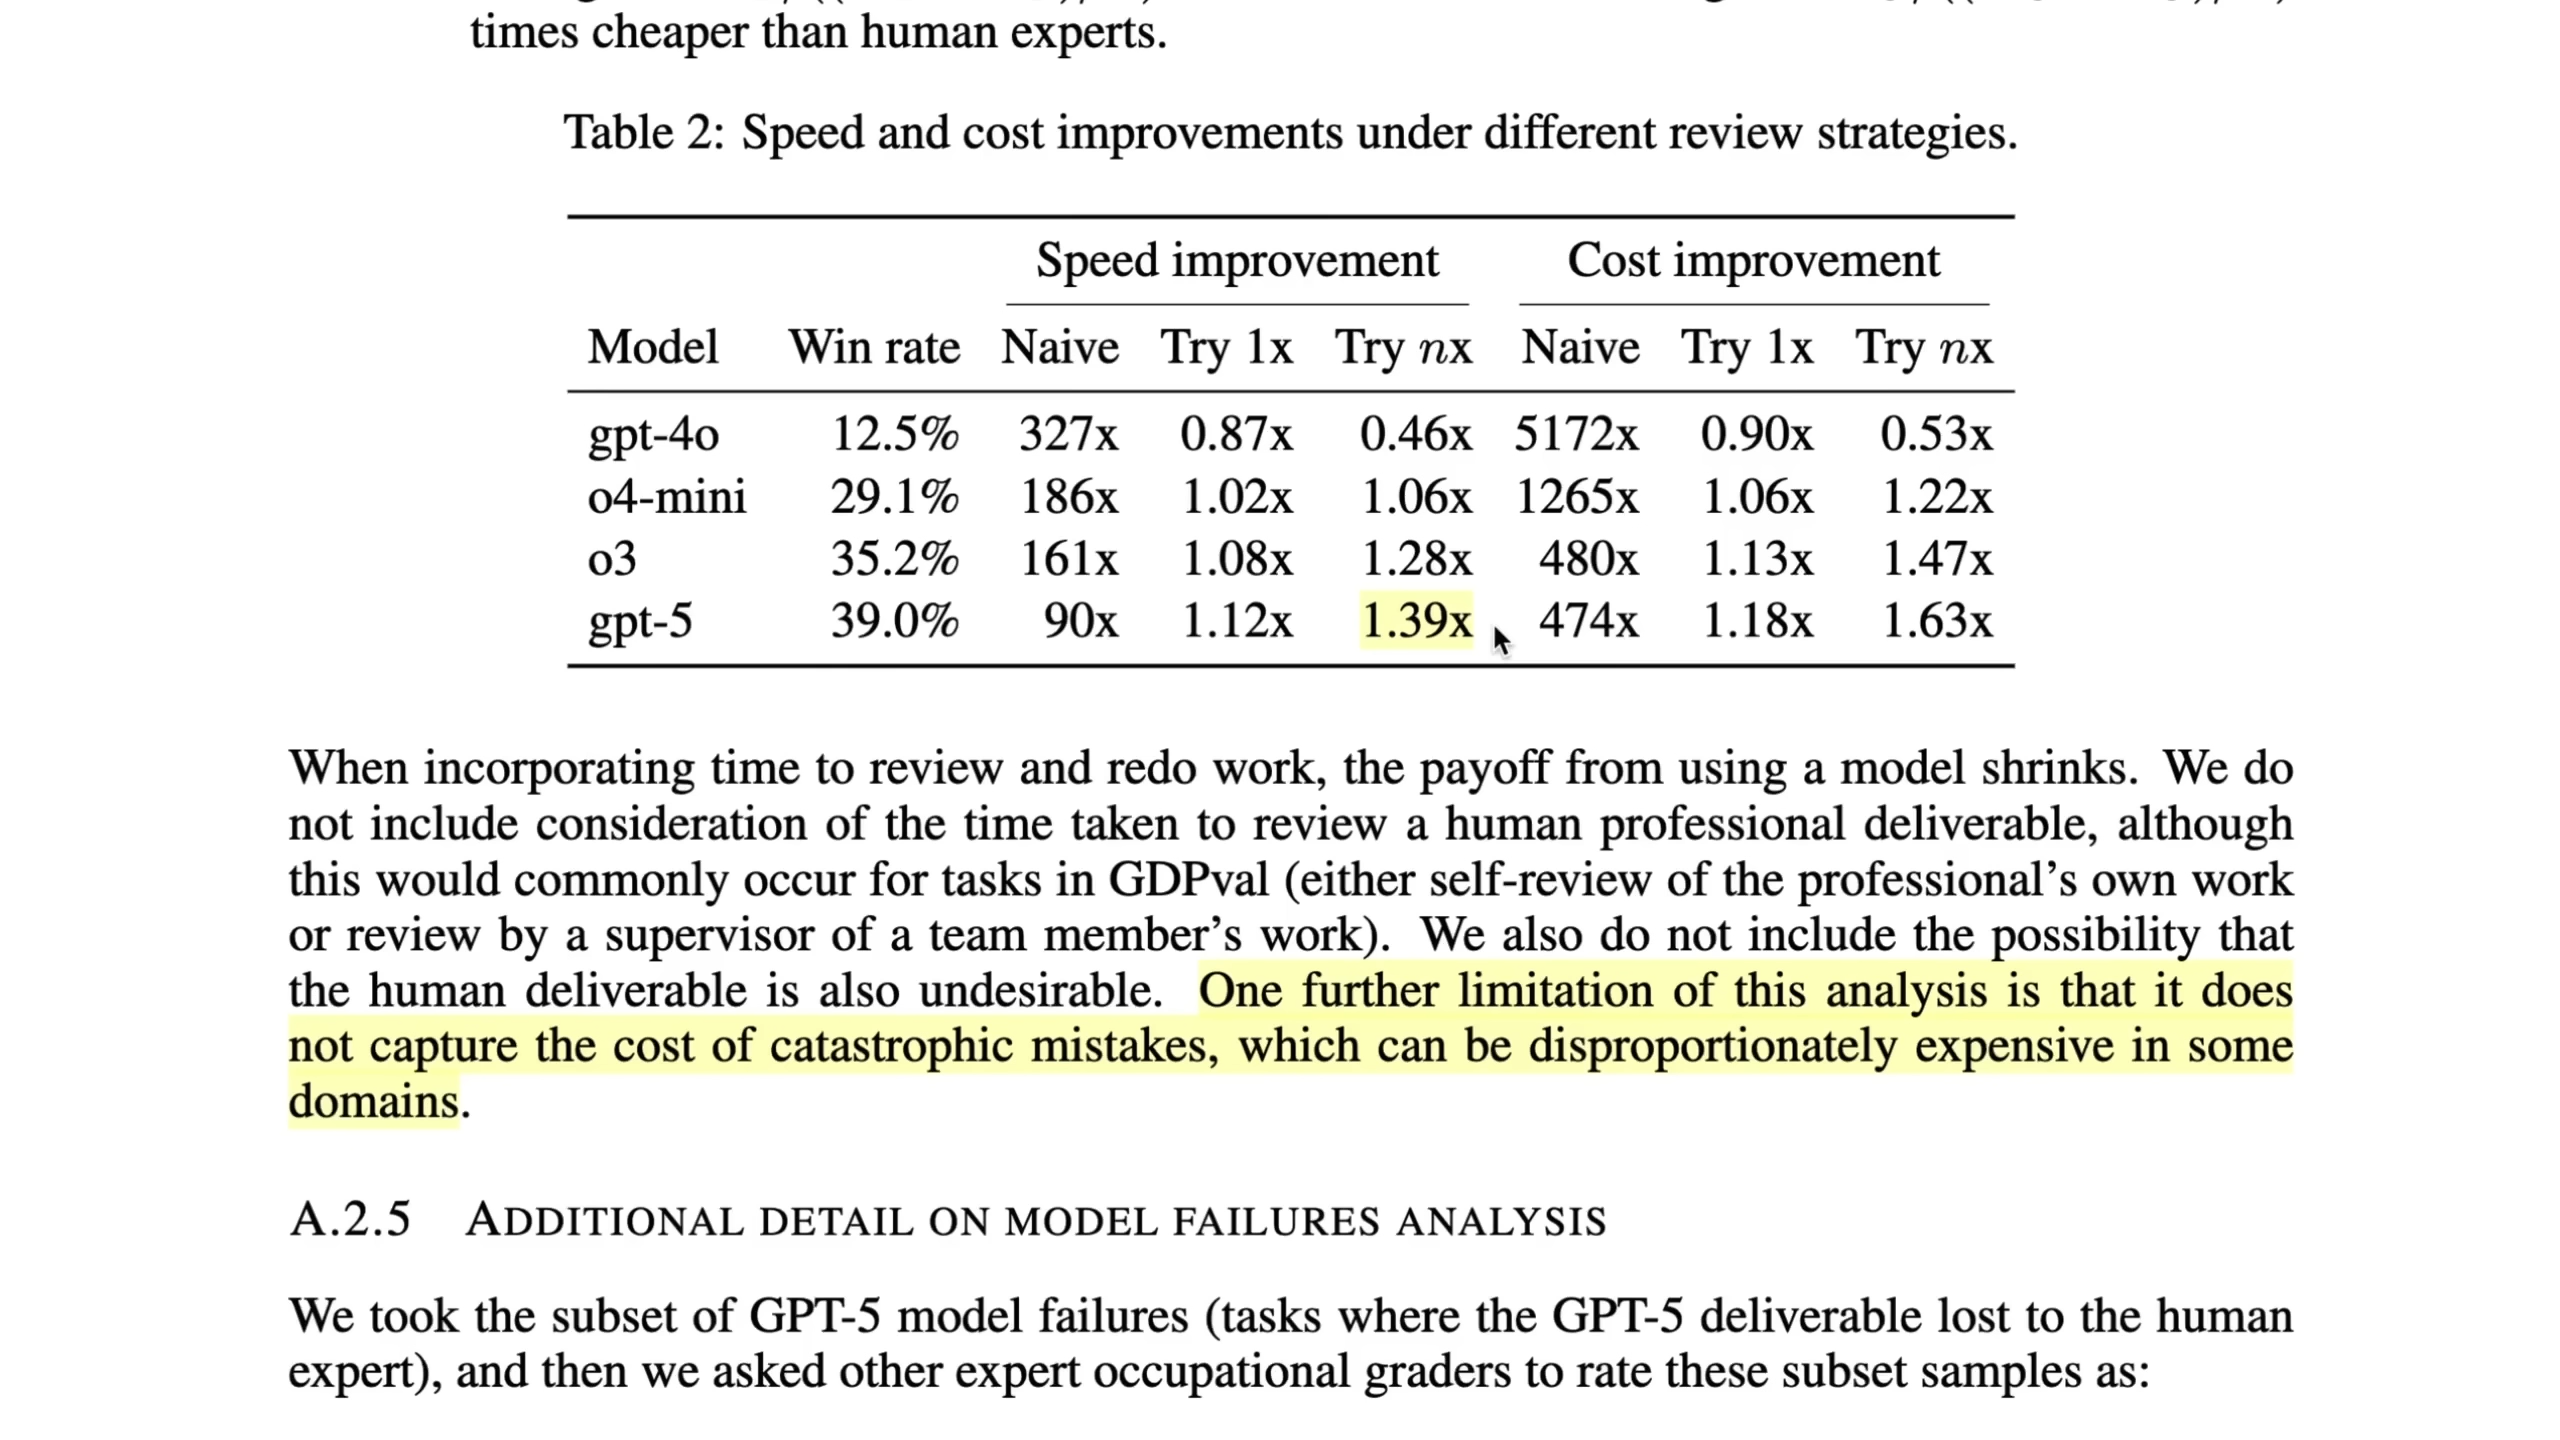 times cheaper than human experts.
Table 2: Speed and cost improvements under different review strategies.
Speed improvement Cost improvement
Model Win rate Naive Try 1x Try nx Naive Try 1x Try nx
gpt-4o 12.5% 327x 0.87x 0.46x 5172x 0.90x 0.53x
o4-mini 29.1% 186x 1.02x 1.06x 1265x 1.06x 1.22x
o3 35.2% 161x 1.08x 1.28x 480x 1.13x 1.47x
gpt-5 39.0% 90x 1.12x 1.39x 474x 1.18x 1.63x
When incorporating time to review and redo work, the payoff from using a model shrinks. We do
not include consideration of the time taken to review a human professional deliverable, although
this would commonly occur for tasks in GDPval (either self-review of the professional's own work
or review by a supervisor of a team member's work). We also do not include the possibility that
the human deliverable is also undesirable. One further limitation of this analysis is that it does
not capture the cost of catastrophic mistakes, which can be disproportionately expensive in some
domains.
A.2.5 ADDITIONAL DETAIL ON MODEL FAILURES ANALYSIS
We took the subset of GPT-5 model failures (tasks where the GPT-5 deliverable lost to the human
expert), and then we asked other expert occupational graders to rate these subset samples as: